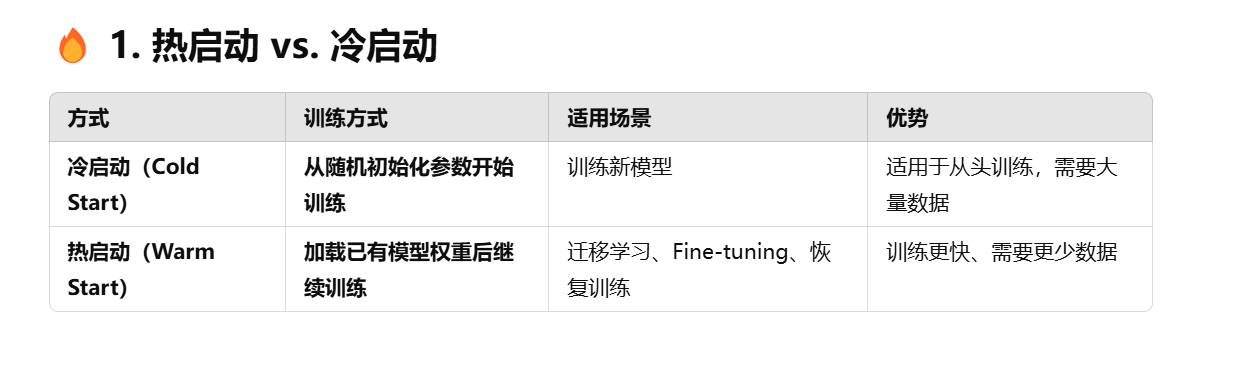 🔥 1. 热启动 vs. 冷启动
方式 训练方式 适用场景 优势
冷启动（Cold Start） 从随机初始化参数开始训练 训练新模型 适用于从头训练，需要大量数据
热启动（Warm Start） 加载已有模型权重后继续训练 迁移学习、Fine-tuning、恢复训练 训练更快、需要更少数据